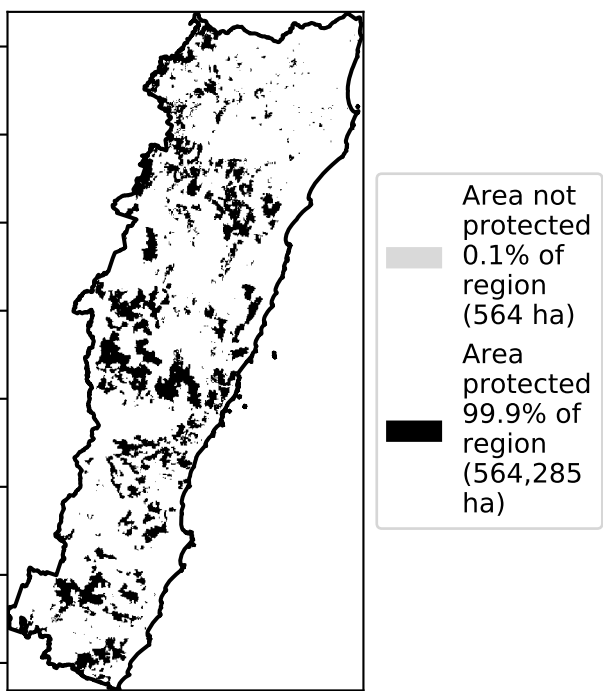 Area not
protected
0.1% of
region
(564 ha)
Area
protected
99.9% of
region
(564,285
ha)